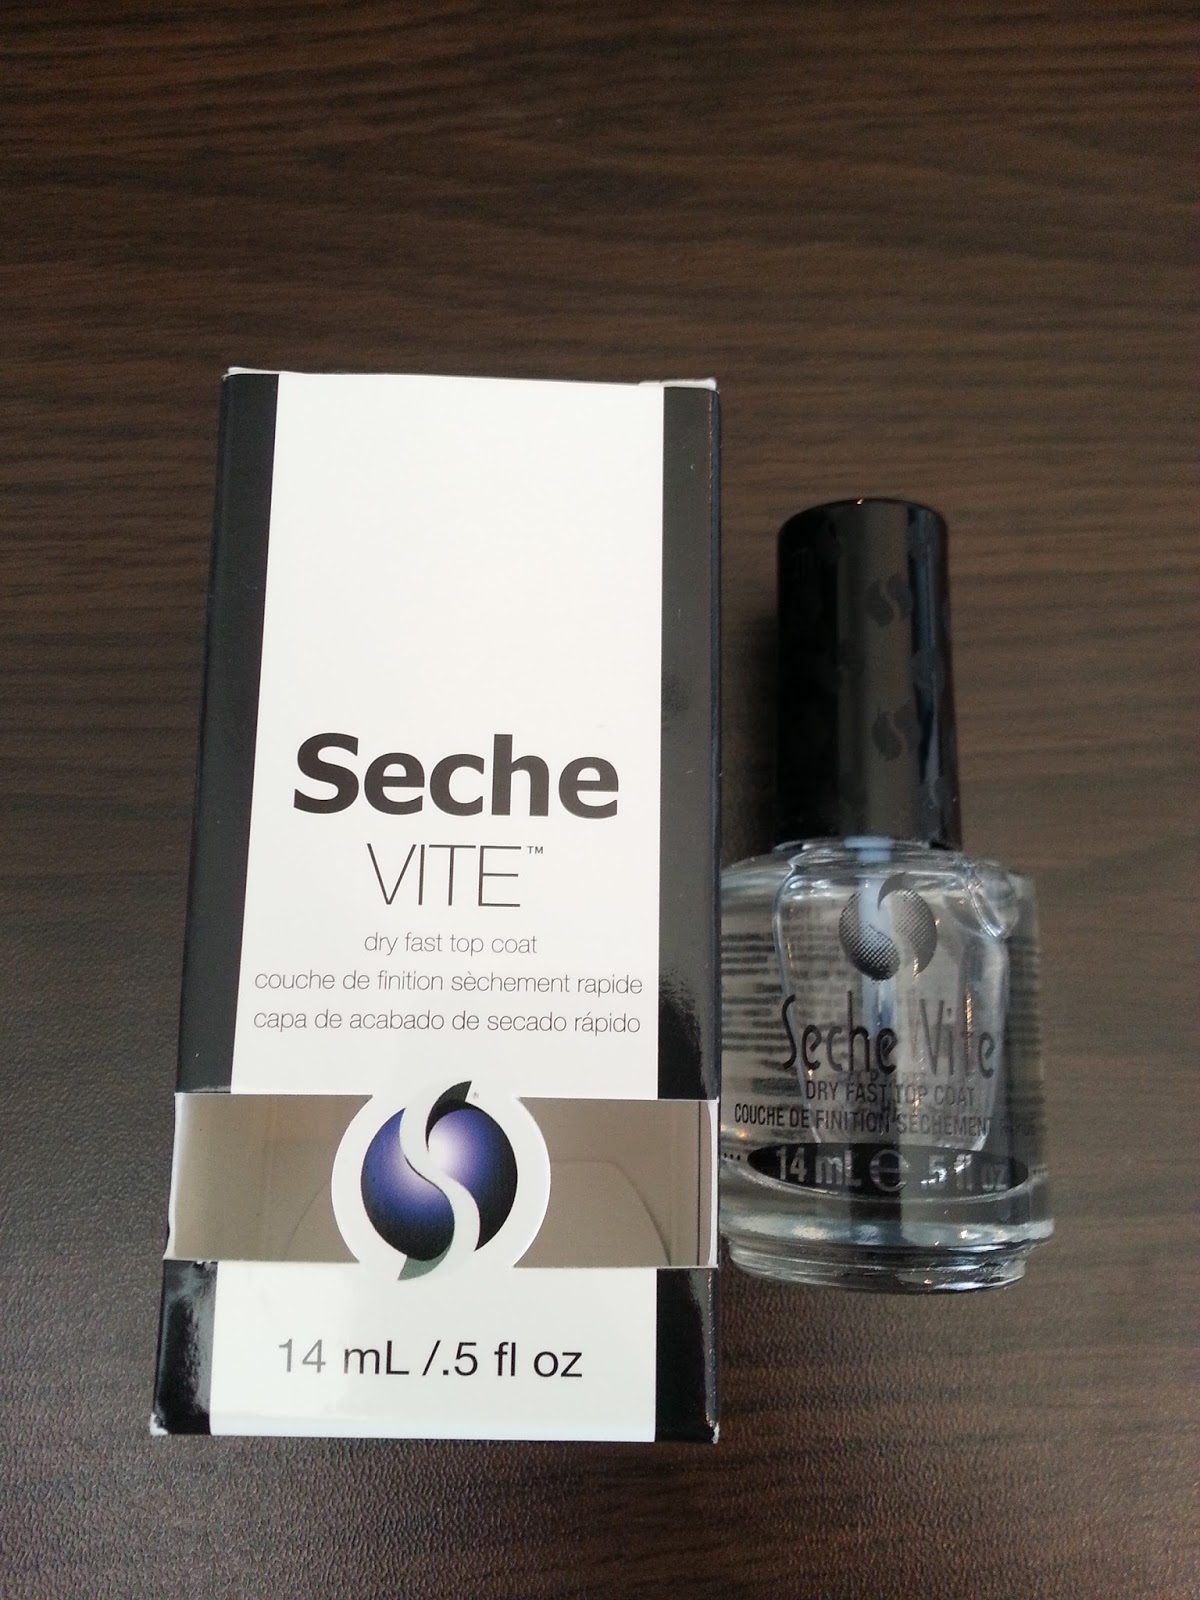 Seche
VITE™
dry fast top coat
couche de finition sèchement rapide
capa de acabado de secado rápido
14 mL /.5 fl oz
Seche Vite
DRY FAST TOP COAT
COUCHE DE FINITION SÈCHEMENT
14 mL ℮ .5 fl oz